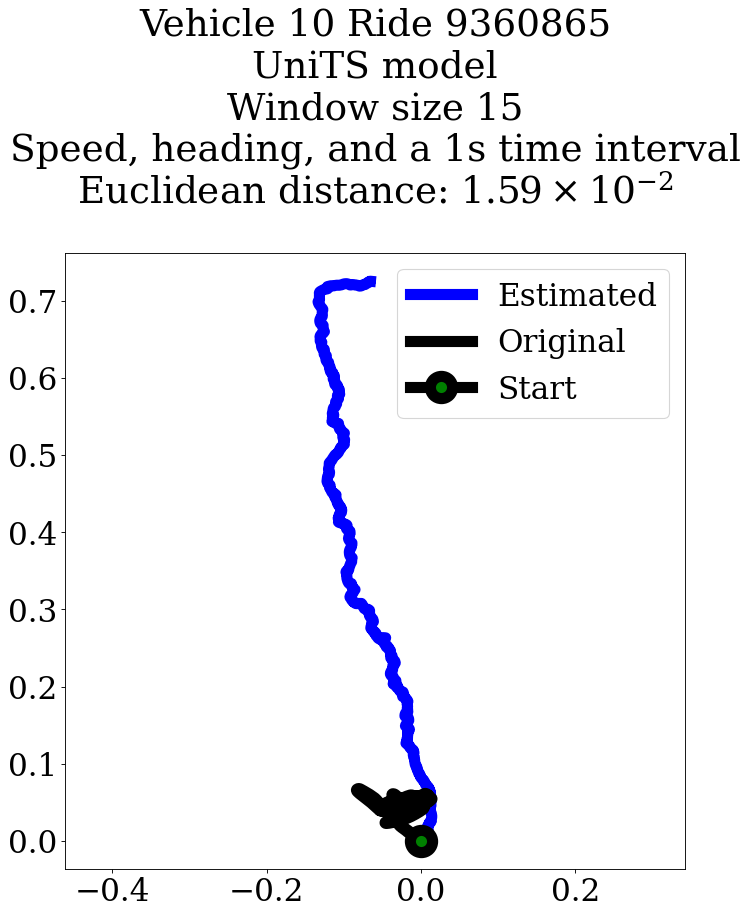 Vehicle 10 Ride 9360865
UniTS model
Window size 15
Speed, heading, and a 1s time interval
Euclidean distance: 1.59 × 10⁻²
Estimated
Original
Start
0.7
0.6
0.5
0.4
0.3
0.2
0.1
0.0
−0.4 −0.2 0.0 0.2